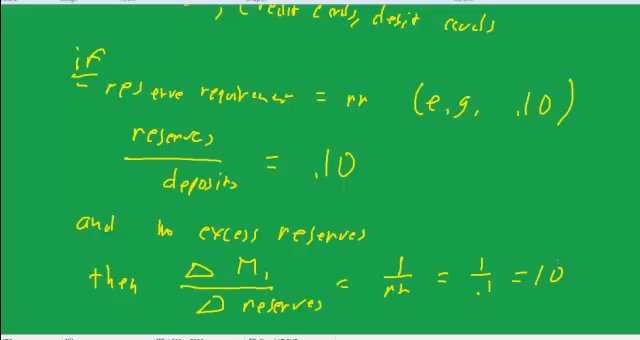 , credit cards, debit cards
if
reserve requirement = rr (e.g. .10)
reserves
deposits = .10
and no excess reserves
then Δ M1 / Δ reserves = 1/rr = 1/.1 = 10